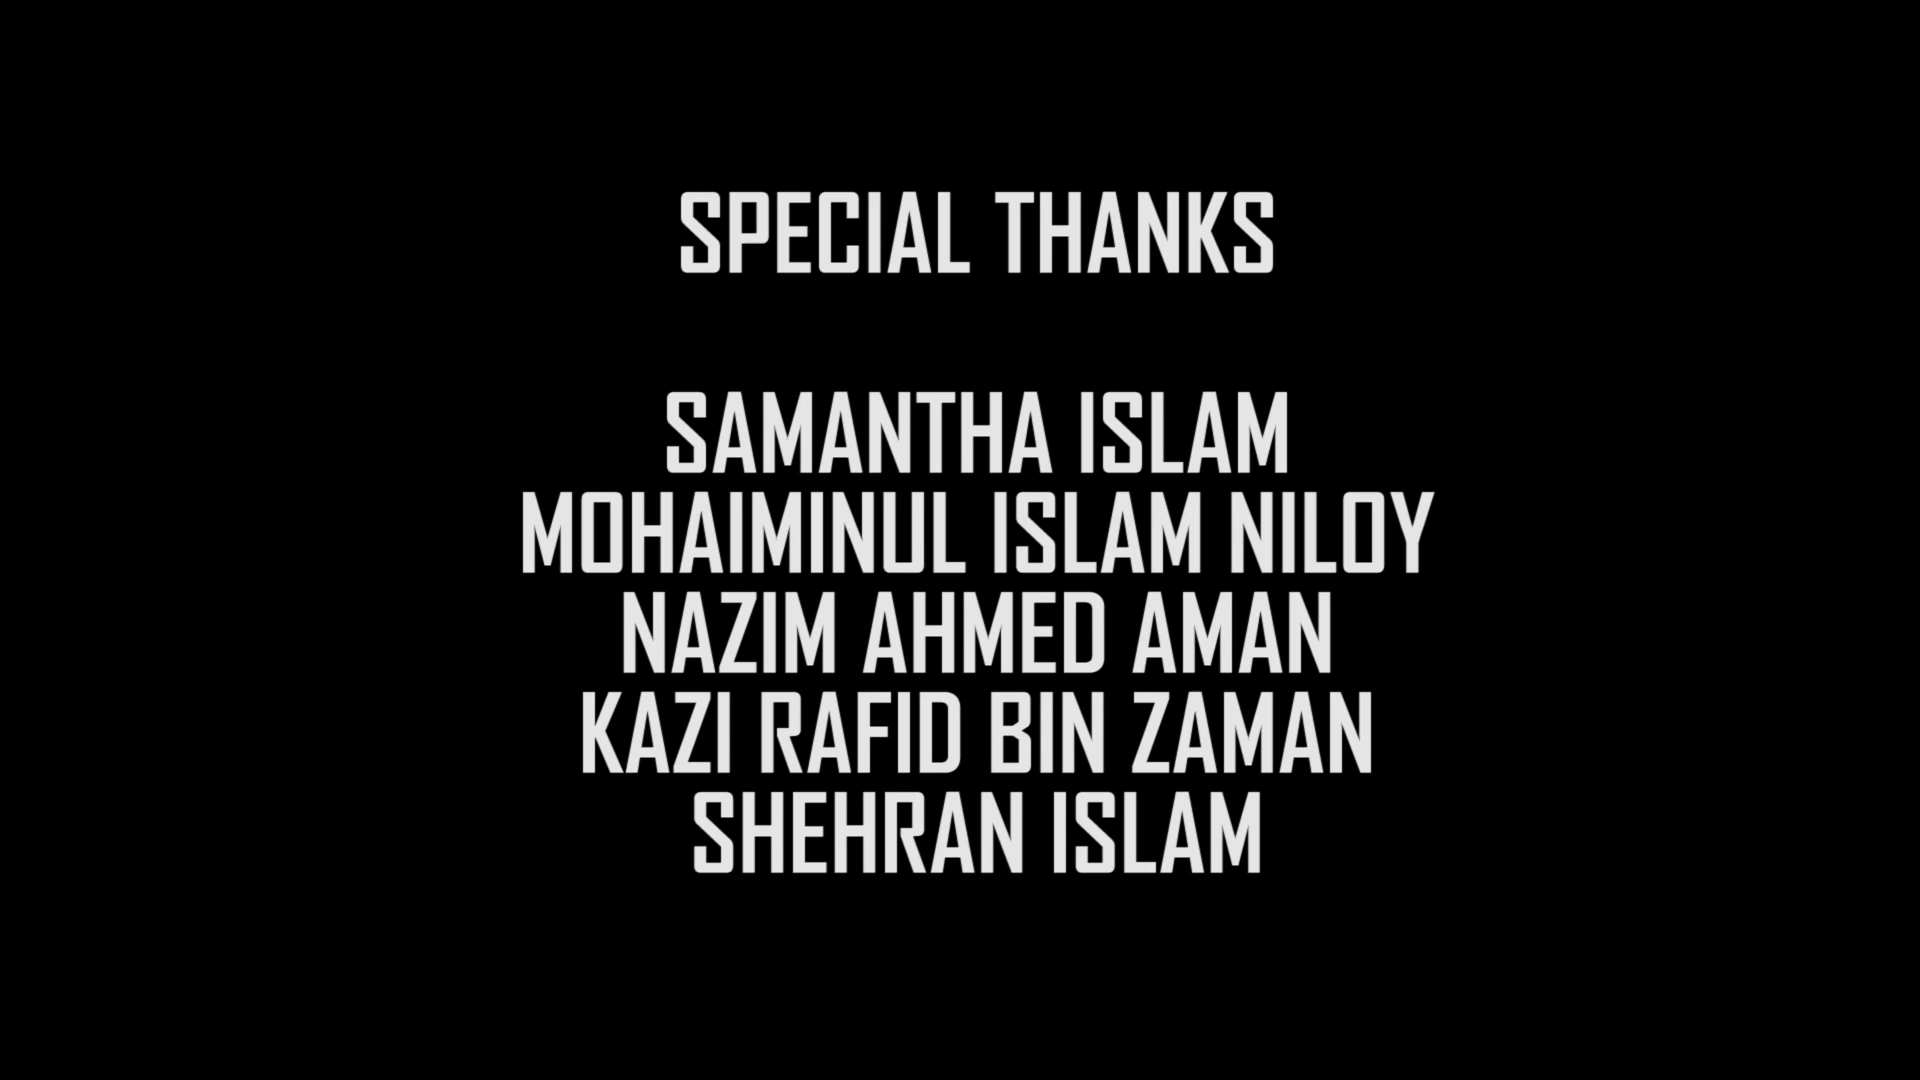 SPECIAL THANKS
SAMANTHA ISLAM
MOHAIMINUL ISLAM NILOY
NAZIM AHMED AMAN
KAZI RAFID BIN ZAMAN
SHEHRAN ISLAM